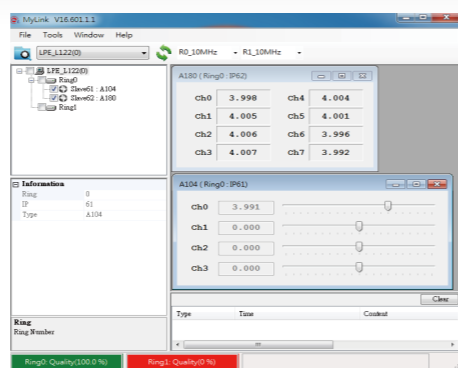 MyLink V16.601.1.1
File Tools Window Help
LPE_L122(0) R0_10MHz R1_10MHz
LPE_L122(0)
Ring0
Slave61 : A104
Slave62 : A180
Ring1
A180 (Ring0 : IP62)
Ch0 3.998 Ch4 4.004
Ch1 4.005 Ch5 4.001
Ch2 4.006 Ch6 3.996
Ch3 4.007 Ch7 3.992
Information
Ring 0
IP 61
Type A104
A104 (Ring0 : IP61)
Ch0 3.991
Ch1 0.000
Ch2 0.000
Ch3 0.000
Clear
Type Time Content
Ring
Ring Number
Ring0: Quality(100.0 %) Ring1: Quality(0 %)